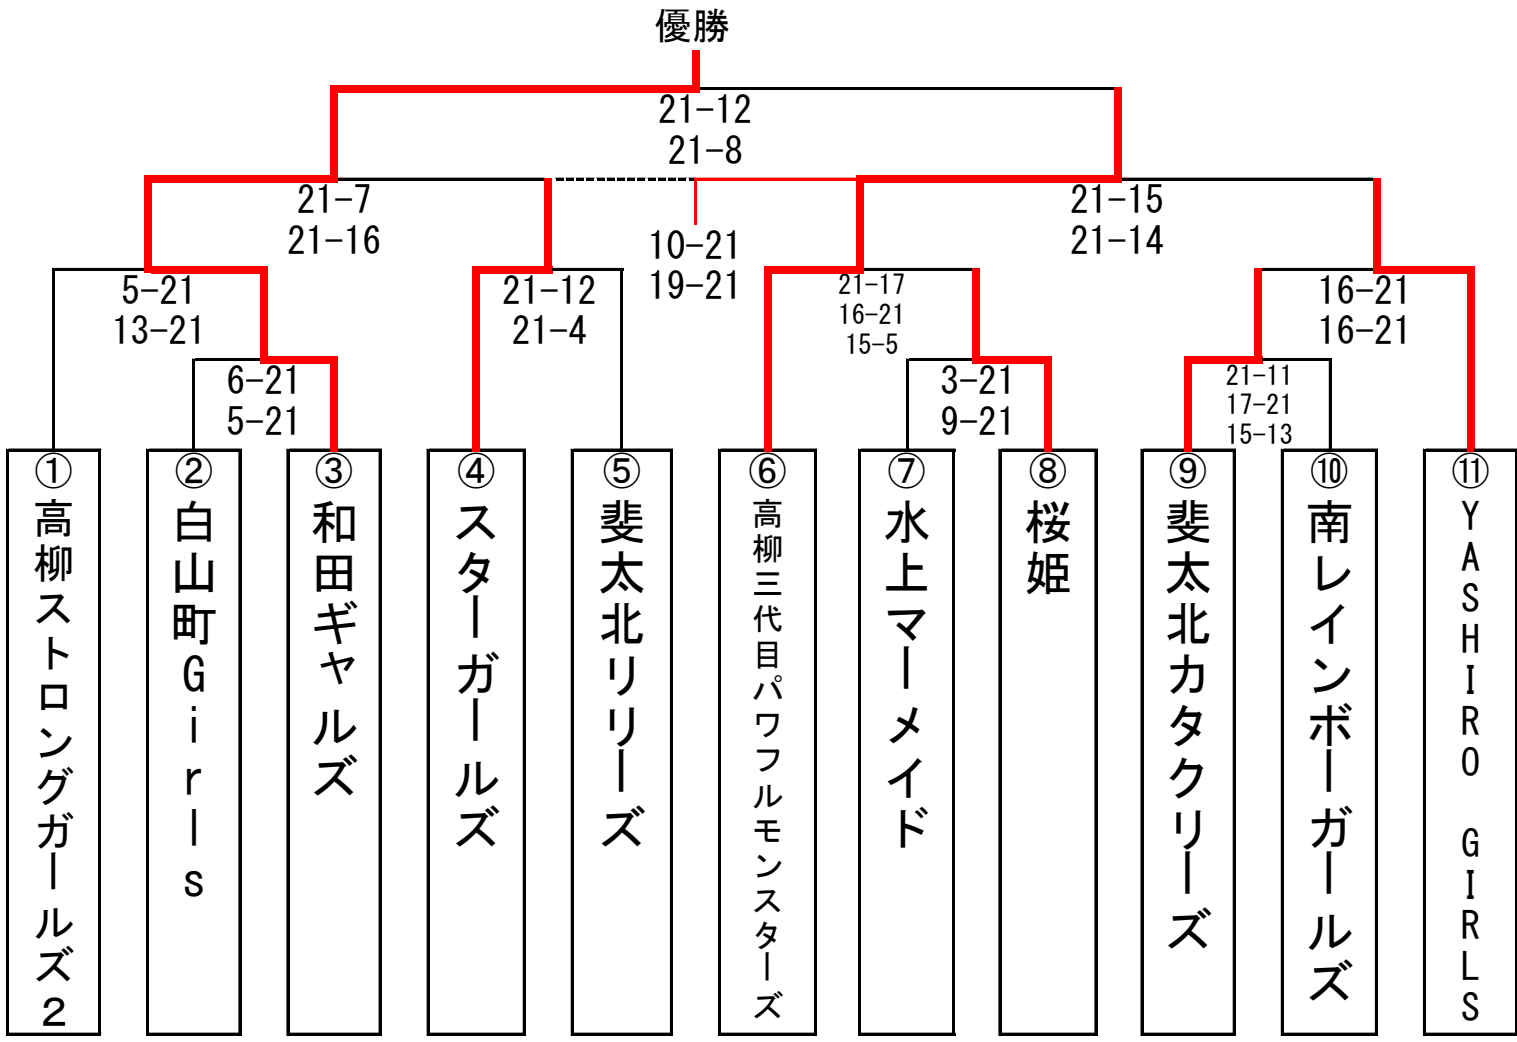 優勝
21-12
21-8
21-7
21-16
10-21
19-21
21-15
21-14
5-21
13-21
21-12
21-4
21-17
16-21
15-5
16-21
16-21
6-21
5-21
3-21
9-21
21-11
17-21
15-13
①高柳ストロングガールズ２
②白山町Girls
③和田ギャルズ
④スターガールズ
⑤斐太北リリーズ
⑥高柳三代目パワフルモンスターズ
⑦水上マーメイド
⑧桜姫
⑨斐太北カタクリーズ
⑩南レインボーガールズ
⑪YASHIRO GIRLS